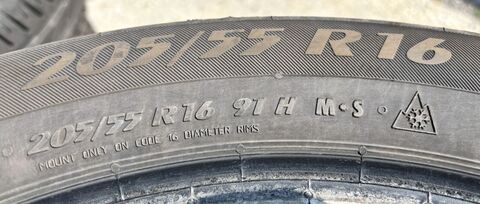 205/55 R16
205/55 R16 91 H M•S
MOUNT ONLY ON CODE 16 DIAMETER RIMS